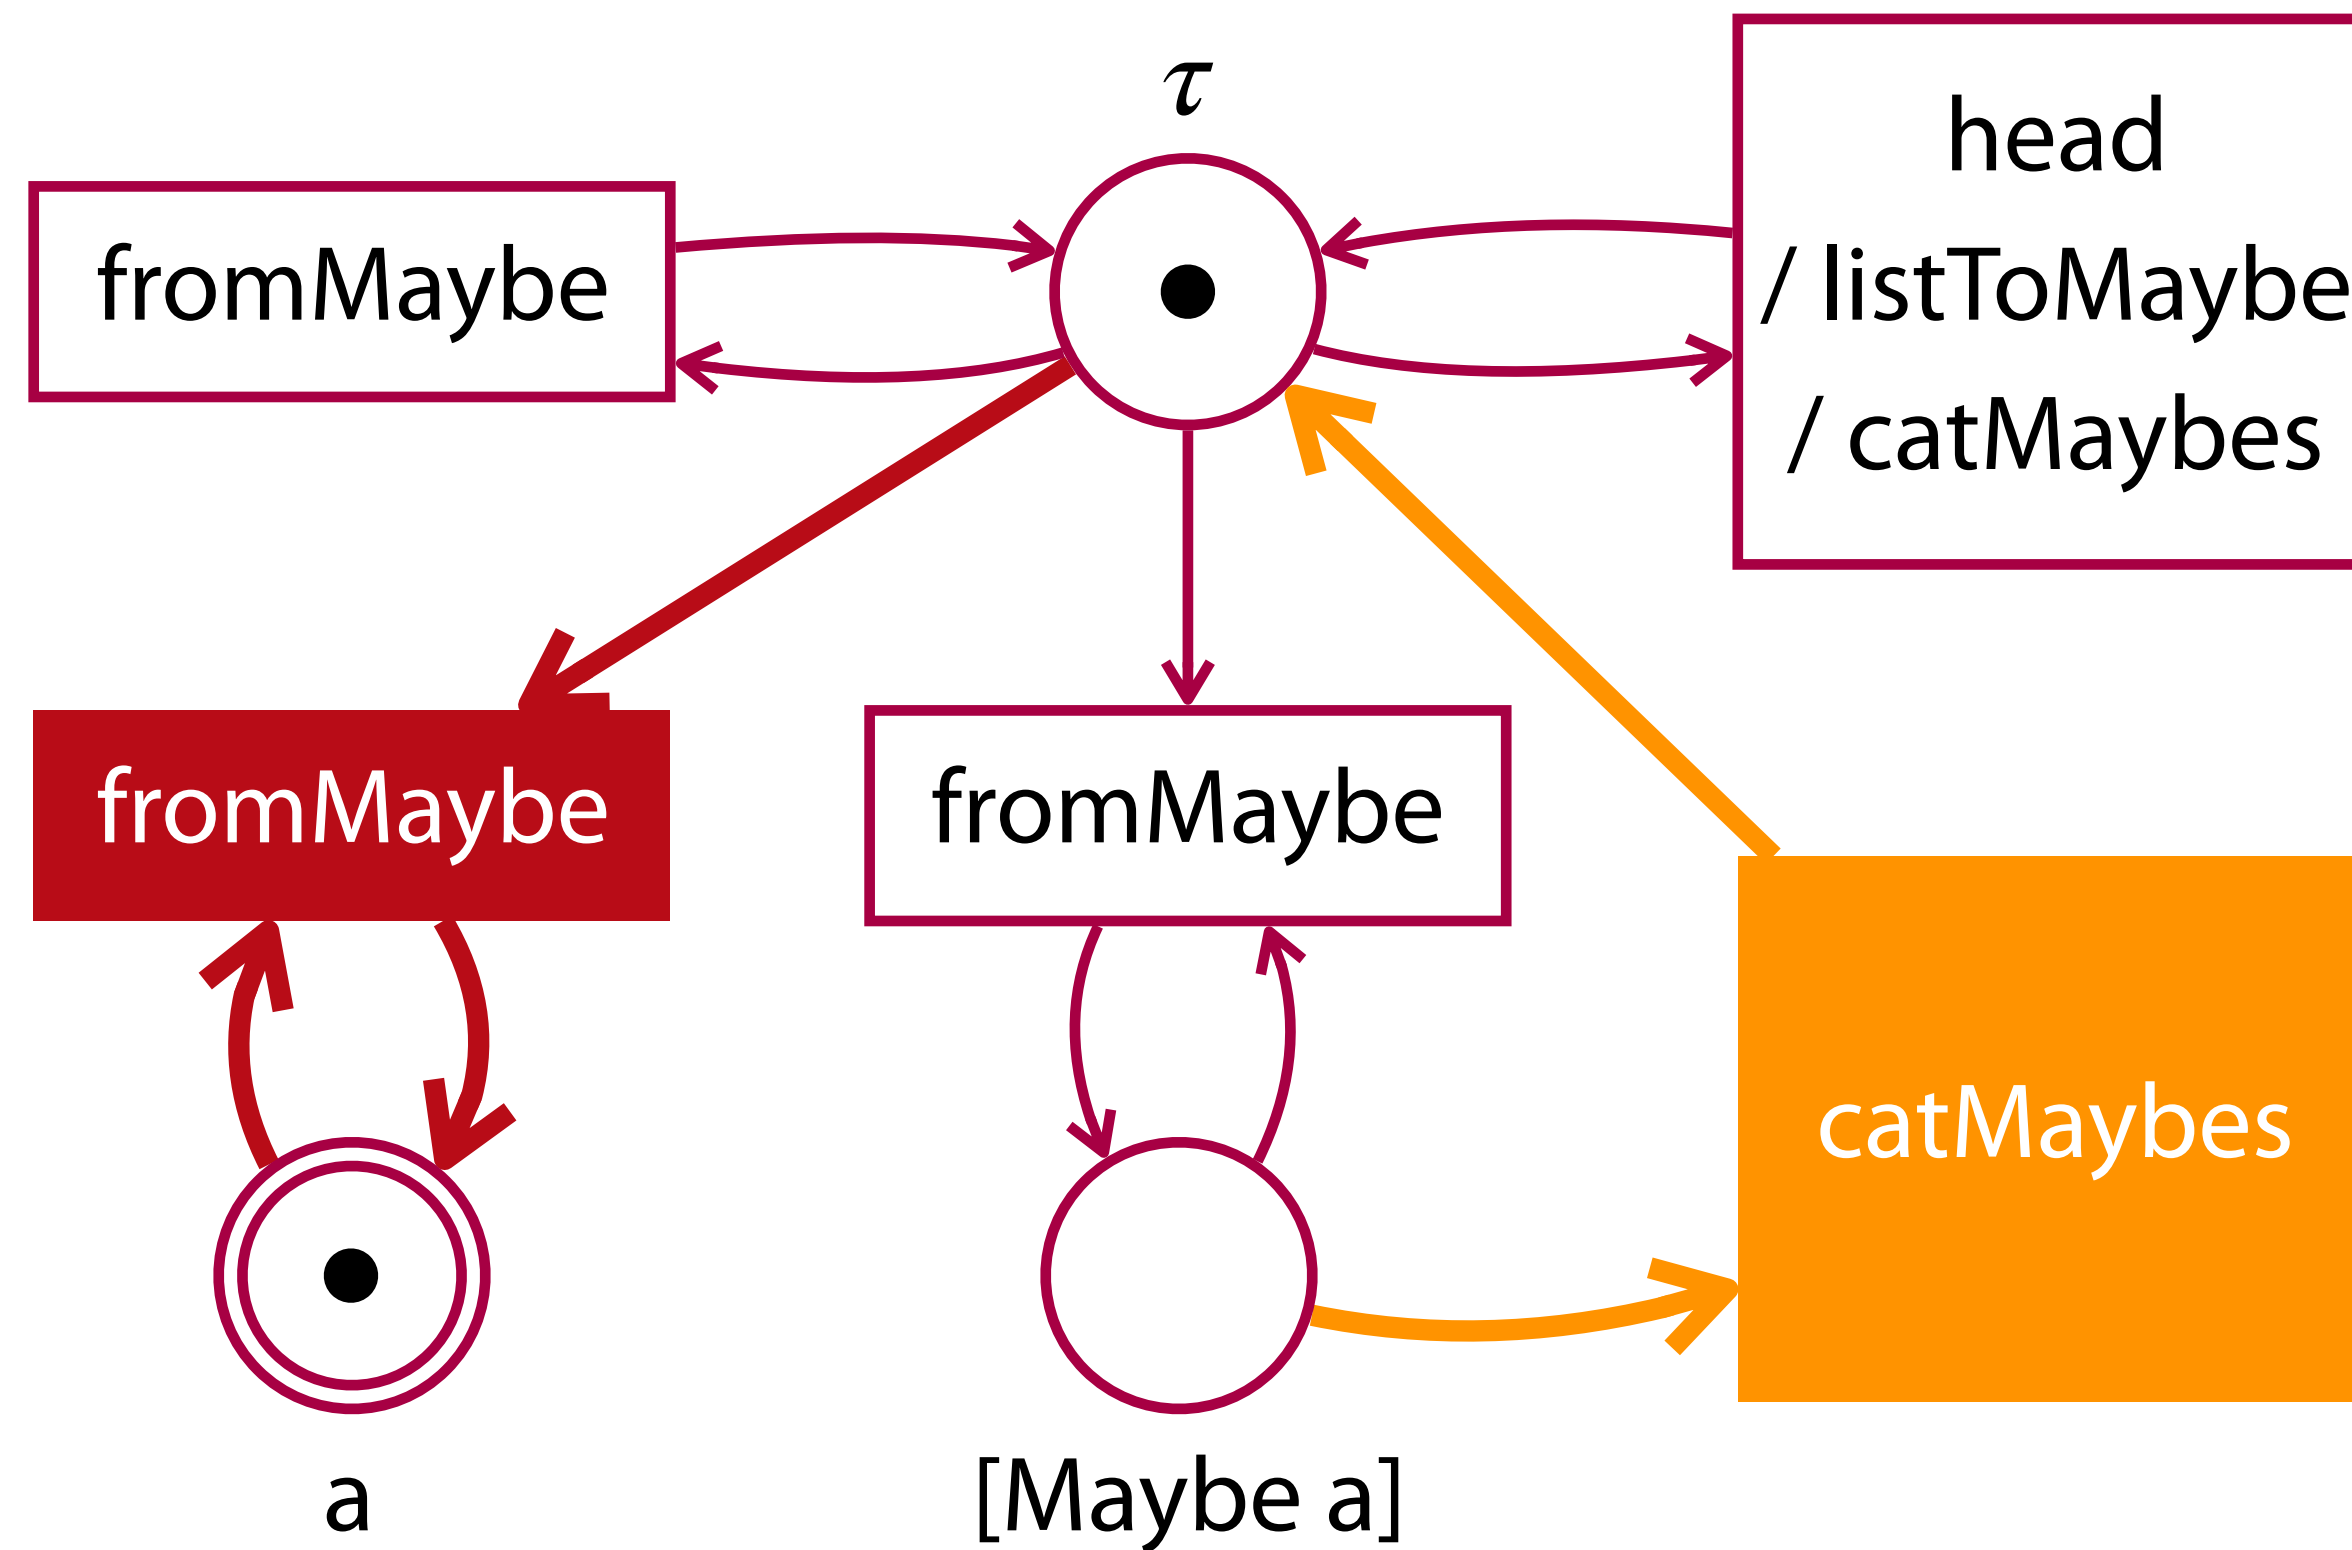 τ
head
/ listToMaybe
/ catMaybes
fromMaybe
fromMaybe
fromMaybe
catMaybes
a
[Maybe a]